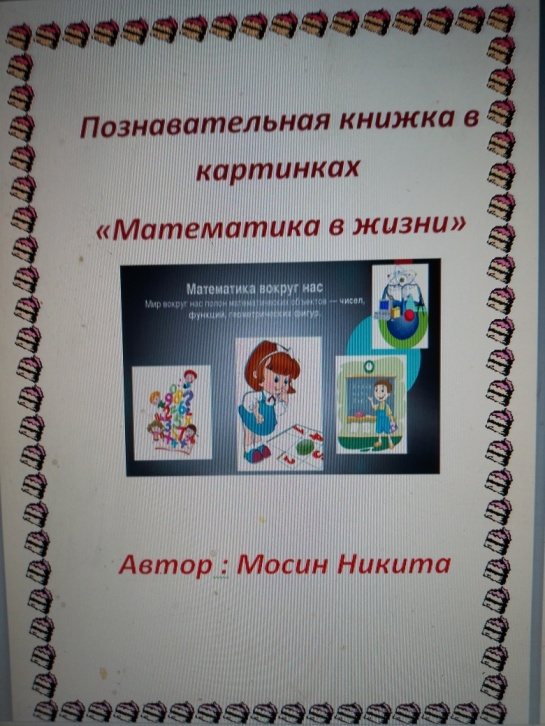 Познавательная книжка в
картинках
«Математика в жизни»
Математика вокруг нас
Мир вокруг нас полон математических объектов — чисел,
функций, геометрических фигур.
Автор : Мосин Никита